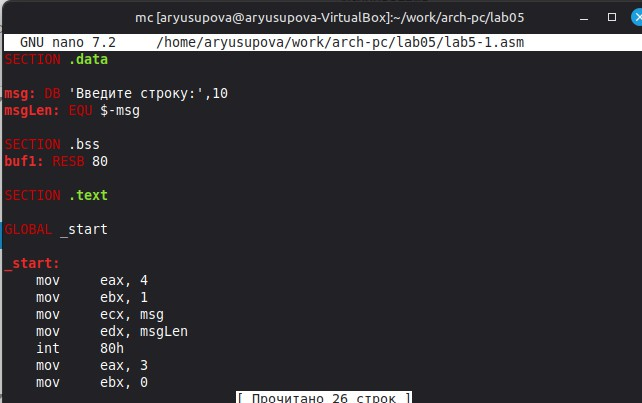 mc [aryusupova@aryusupova-VirtualBox]:~/work/arch-pc/lab05
GNU nano 7.2 /home/aryusupova/work/arch-pc/lab05/lab5-1.asm
SECTION .data
msg: DB 'Введите строку:',10
msgLen: EQU $-msg
SECTION .bss
buf1: RESB 80
SECTION .text
GLOBAL _start
_start:
mov eax, 4
mov ebx, 1
mov ecx, msg
mov edx, msgLen
int 80h
mov eax, 3
mov ebx, 0
[ Прочитано 26 строк ]